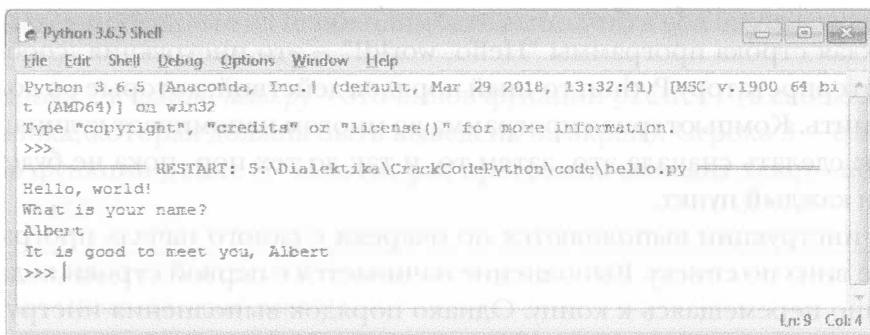 Python 3.6.5 Shell
File Edit Shell Debug Options Window Help
Python 3.6.5 |Anaconda, Inc.| (default, Mar 29 2018, 13:32:41) [MSC v.1900 64 bi
t (AMD64)] on win32
Type "copyright", "credits" or "license()" for more information.
>>>
RESTART: S:\Dialektika\CrackCodePython\code\hello.py
Hello, world!
What is your name?
Albert
It is good to meet you, Albert
>>>
Ln: 9 Col: 4